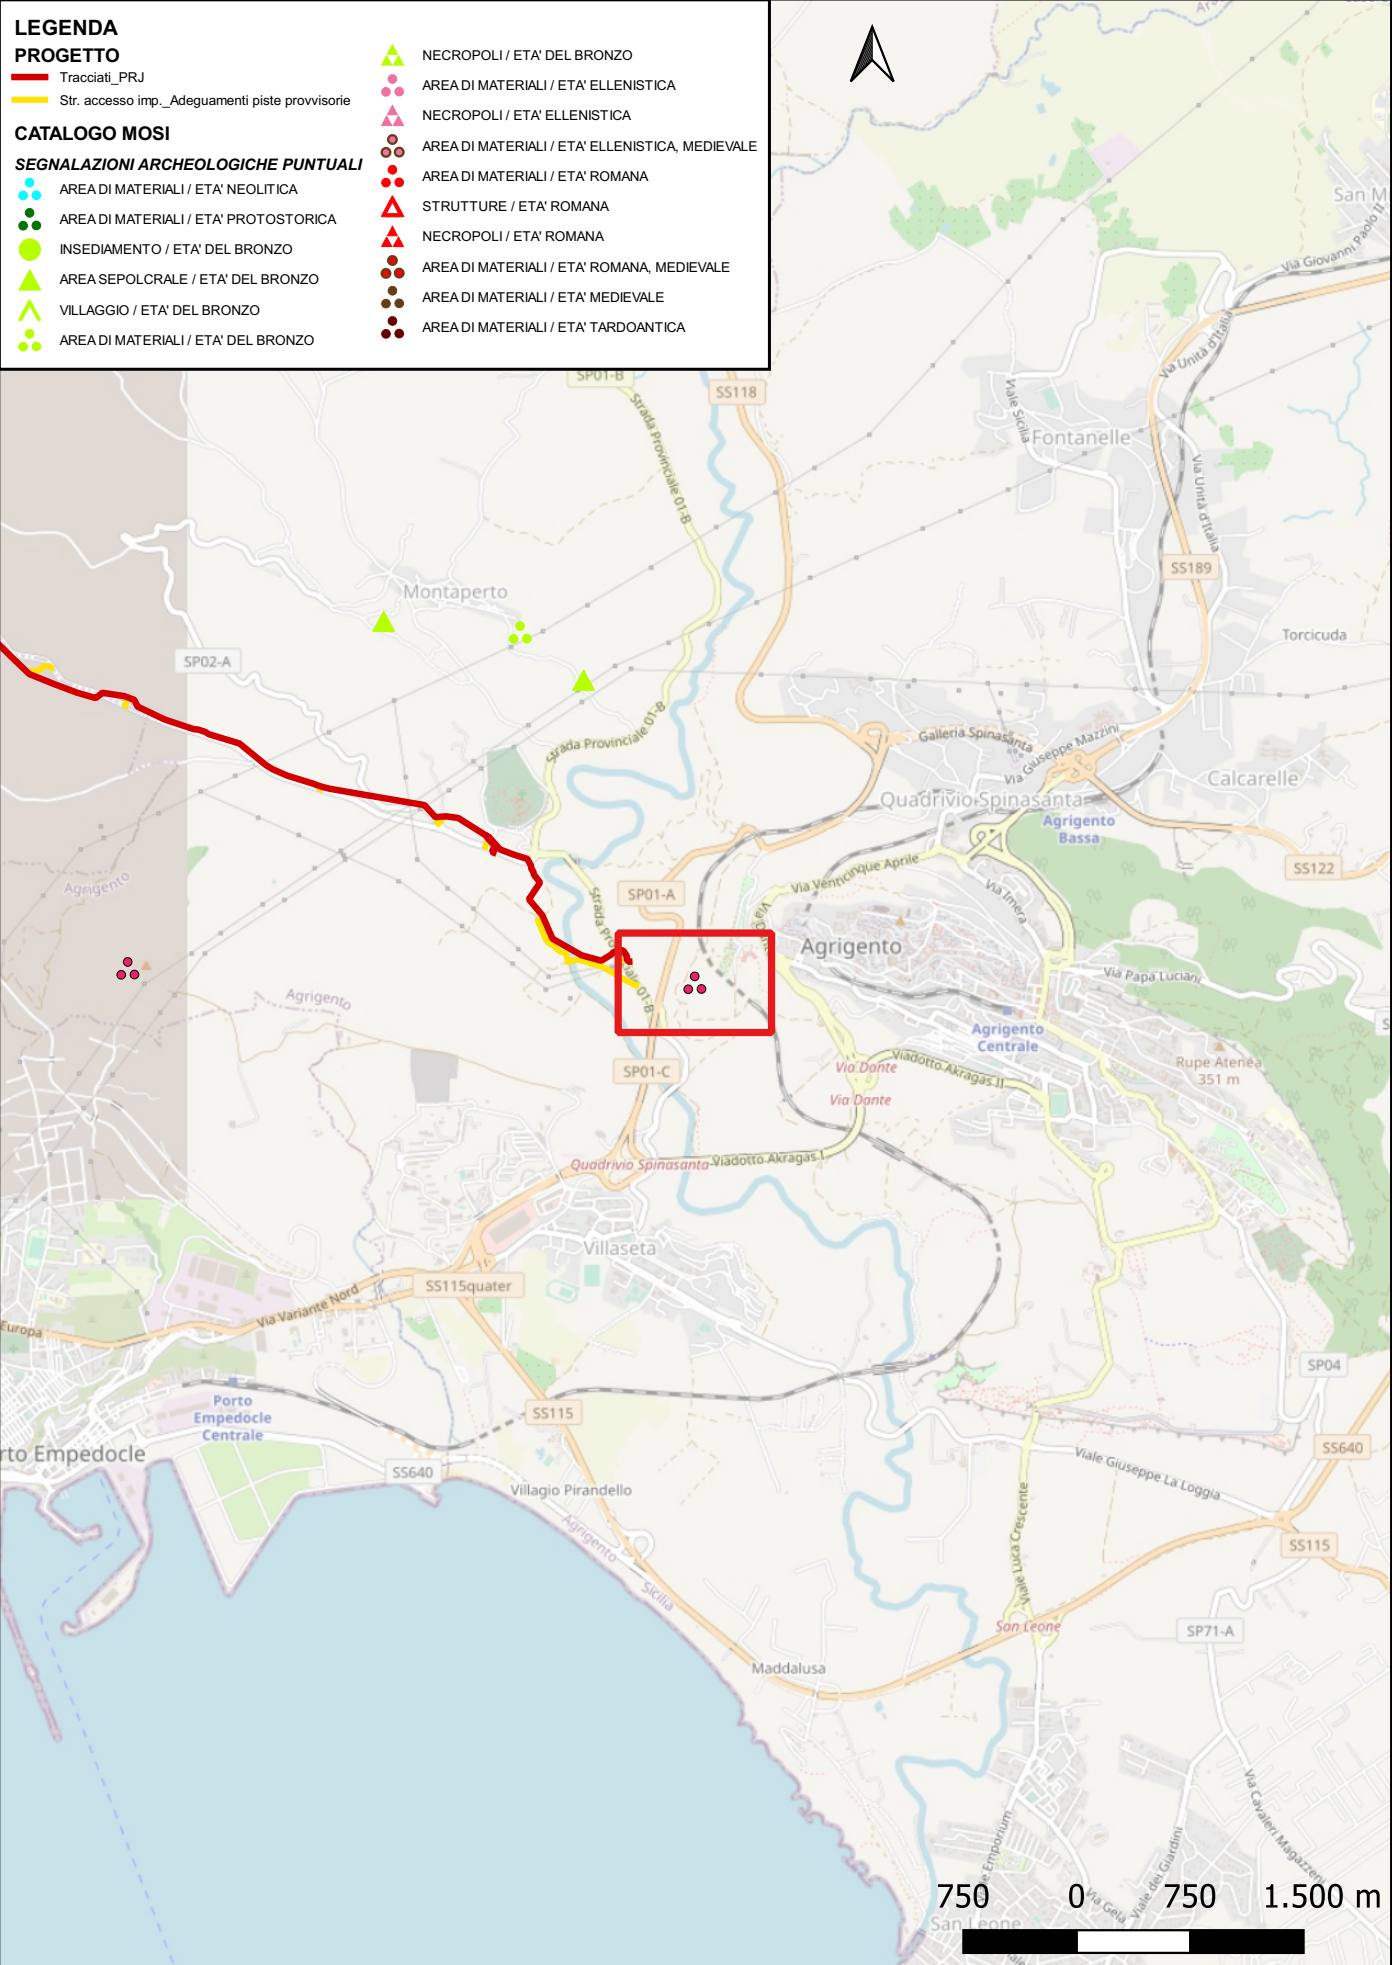 LEGENDA
PROGETTO
Tracciati_PRJ
Str. accesso imp._Adeguamenti piste provvisorie
CATALOGO MOSI
SEGNALAZIONI ARCHEOLOGICHE PUNTUALI
AREA DI MATERIALI / ETA' NEOLITICA
AREA DI MATERIALI / ETA' PROTOSTORICA
INSEDIAMENTO / ETA' DEL BRONZO
AREA SEPOLCRALE / ETA' DEL BRONZO
VILLAGGIO / ETA' DEL BRONZO
AREA DI MATERIALI / ETA' DEL BRONZO
NECROPOLI / ETA' DEL BRONZO
AREA DI MATERIALI / ETA' ELLENISTICA
NECROPOLI / ETA' ELLENISTICA
AREA DI MATERIALI / ETA' ELLENISTICA, MEDIEVALE
AREA DI MATERIALI / ETA' ROMANA
STRUTTURE / ETA' ROMANA
NECROPOLI / ETA' ROMANA
AREA DI MATERIALI / ETA' ROMANA, MEDIEVALE
AREA DI MATERIALI / ETA' MEDIEVALE
AREA DI MATERIALI / ETA' TARDOANTICA
San M
Via Giovanni Paolo II
Via Unità d'Italia
SP01-B
SS118
Strada Provinciale 01-B
Viale Sicilia
Fontanelle
Via Unità d'Italia
SS189
Montaperto
Torcicuda
SP02-A
Strada Provinciale 01-B
Galleria Spinasanta
Via Giuseppe Mazzini
Calcarelle
Quadrivio Spinasanta
Agrigento
Bassa
SS122
Via Venticinque Aprile
Via Imera
Agrigento
SP01-A
Agrigento
Via Papa Luciani
Agrigento
Agrigento
Centrale
Rupe Atenea
351 m
SP01-C
Via Dante
Viadotto Akragas II
Via Dante
Quadrivio Spinasanta
Viadotto Akragas I
Villaseta
SS115quater
Via Variante Nord
Europa
SP04
Porto
Empedocle
Centrale
SS115
rto Empedocle
SS640
SS640
Viale Giuseppe La Loggia
Villagio Pirandello
Viale Luca Crescente
Agrigento
Sicilia
SS115
San Leone
SP71-A
Maddalusa
Via Cavaleri Magazzeni
Emporium
Viale dei Giardini
Via Gela
San Leone
750 0 750 1.500 m